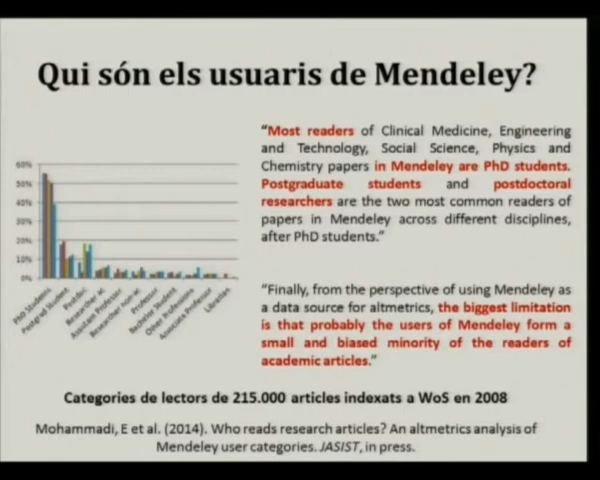 Qui són els usuaris de Mendeley?
“Most readers of Clinical Medicine, Engineering
and Technology, Social Science, Physics and
Chemistry papers in Mendeley are PhD students.
Postgraduate students and postdoctoral
researchers are the two most common readers of
papers in Mendeley across different disciplines,
after PhD students.”
60%
50%
40%
30%
20%
10%
0%
PhD Students
Postgrad Student
Postdoc
Researcher ac
Assistant Professor
Researcher non-ac
Professor
Bachelor Student
Other Professions
Associate Professor
Librarian
“Finally, from the perspective of using Mendeley as
a data source for altmetrics, the biggest limitation
is that probably the users of Mendeley form a
small and biased minority of the readers of
academic articles.”
Categories de lectors de 215.000 articles indexats a WoS en 2008
Mohammadi, E et al. (2014). Who reads research articles? An altmetrics analysis of
Mendeley user categories. JASIST, in press.